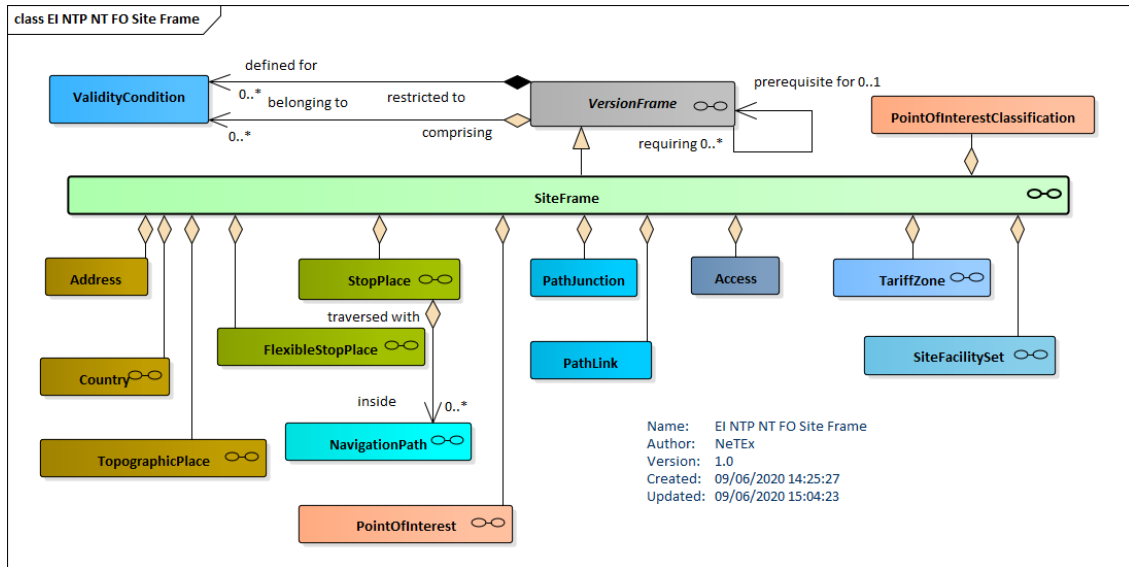 class EI NTP NT FO Site Frame
ValidityCondition
defined for
0..*
belonging to
restricted to
0..*
comprising
VersionFrame
prerequisite for 0..1
requiring 0..*
PointOfInterestClassification
SiteFrame
Address
StopPlace
PathJunction
Access
TariffZone
traversed with
FlexibleStopPlace
PathLink
SiteFacilitySet
Country
inside
0..*
NavigationPath
TopographicPlace
PointOfInterest
Name: EI NTP NT FO Site Frame
Author: NeTEx
Version: 1.0
Created: 09/06/2020 14:25:27
Updated: 09/06/2020 15:04:23